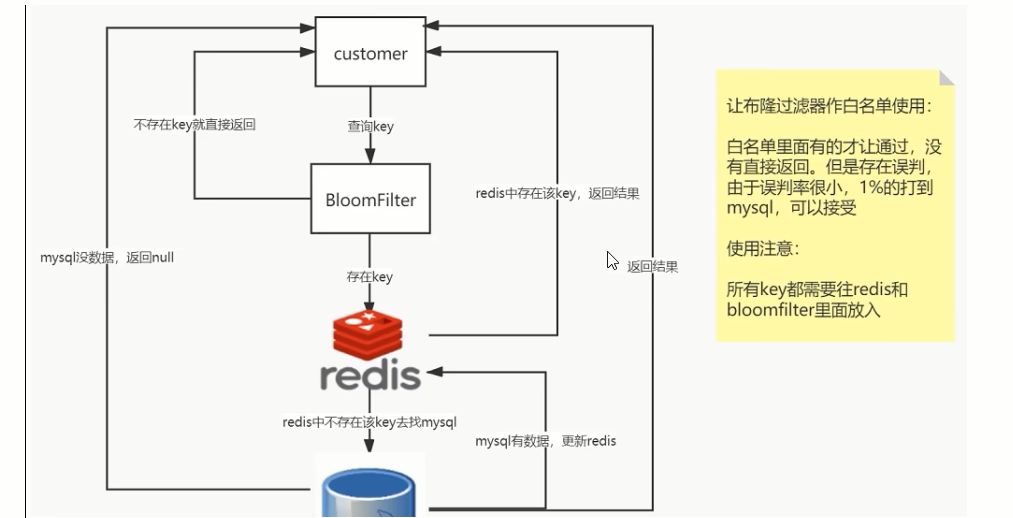 customer
不存在key就直接返回
查询key
BloomFilter
redis中存在该key，返回结果
mysql没数据，返回null
返回结果
存在key
redis
redis中不存在该key去找mysql
mysql有数据，更新redis
让布隆过滤器作白名单使用：
白名单里面有的才让通过，没
有直接返回。但是存在误判，
由于误判率很小，1%的打到
mysql，可以接受
使用注意：
所有key都需要往redis和
bloomfilter里面放入